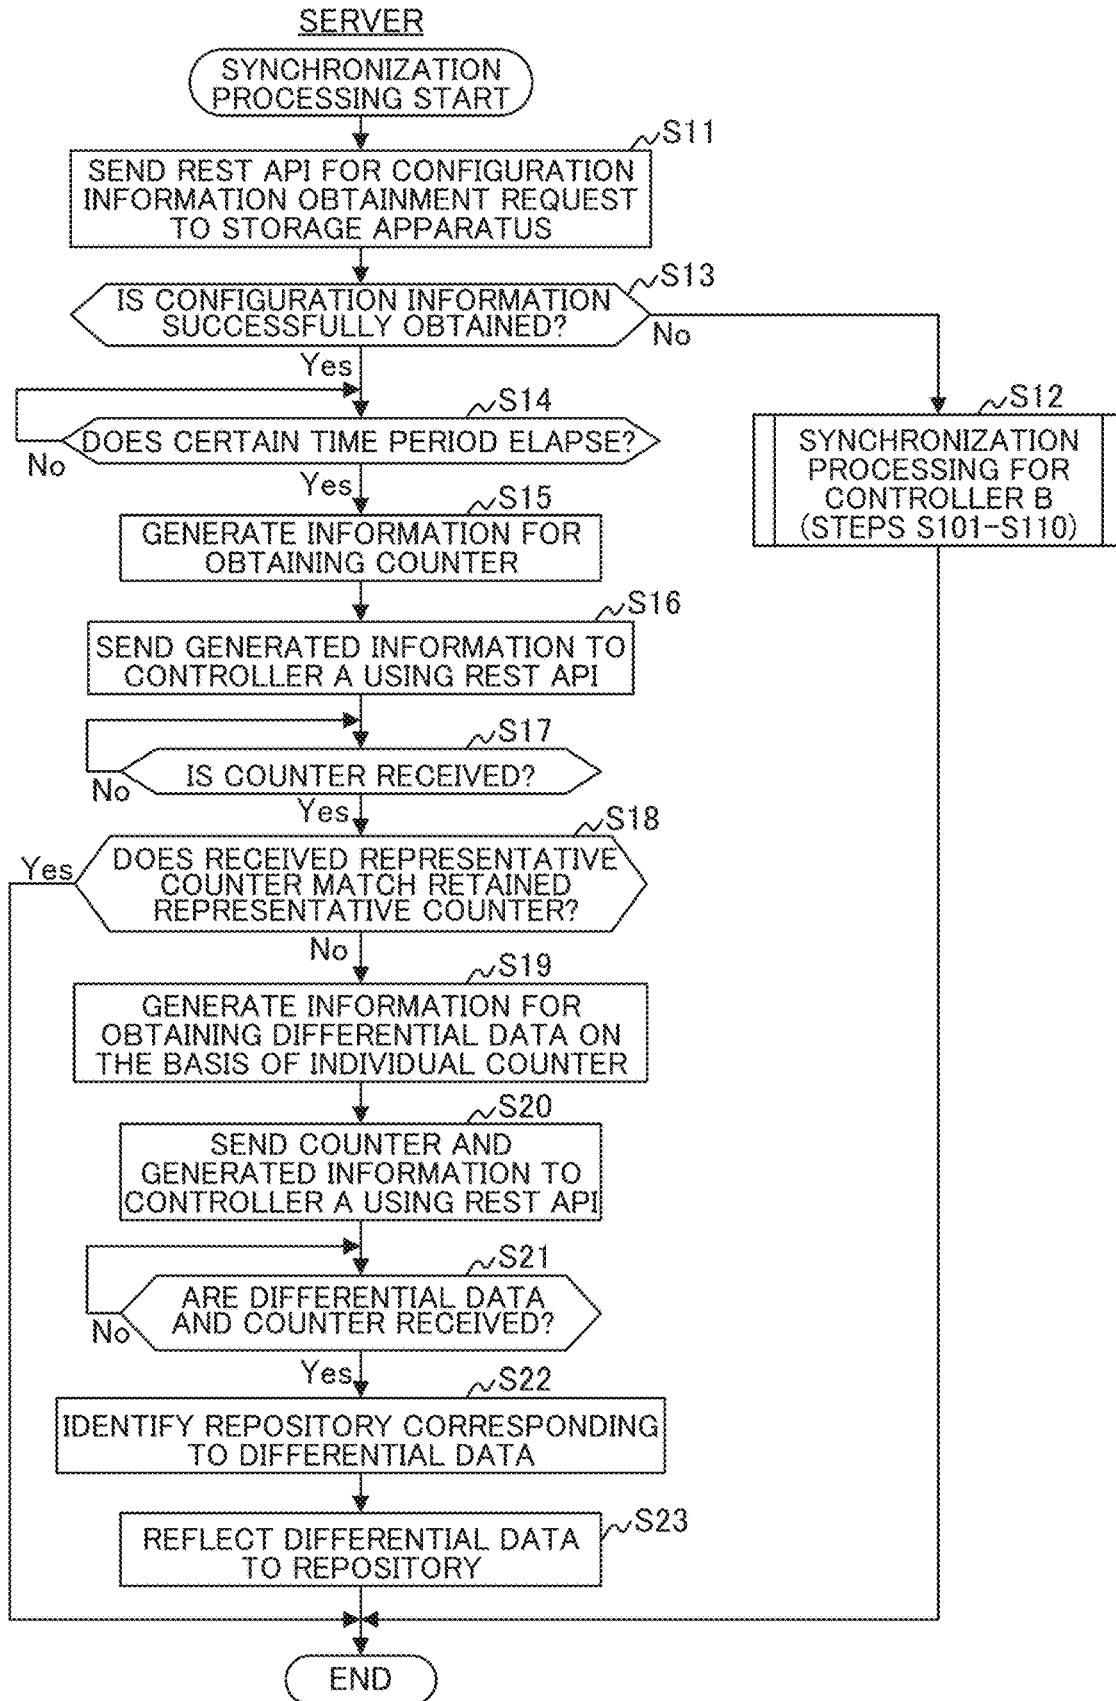 SERVER
SYNCHRONIZATION
PROCESSING START
S11
SEND REST API FOR CONFIGURATION
INFORMATION OBTAINMENT REQUEST
TO STORAGE APPARATUS
S13
IS CONFIGURATION INFORMATION
SUCCESSFULLY OBTAINED?
No
Yes
S14
DOES CERTAIN TIME PERIOD ELAPSE?
No
Yes
S12
SYNCHRONIZATION
PROCESSING FOR
CONTROLLER B
(STEPS S101-S110)
S15
GENERATE INFORMATION FOR
OBTAINING COUNTER
S16
SEND GENERATED INFORMATION TO
CONTROLLER A USING REST API
S17
IS COUNTER RECEIVED?
No
Yes
S18
DOES RECEIVED REPRESENTATIVE
COUNTER MATCH RETAINED
REPRESENTATIVE COUNTER?
Yes
No
S19
GENERATE INFORMATION FOR
OBTAINING DIFFERENTIAL DATA ON
THE BASIS OF INDIVIDUAL COUNTER
S20
SEND COUNTER AND
GENERATED INFORMATION TO
CONTROLLER A USING REST API
S21
ARE DIFFERENTIAL DATA
AND COUNTER RECEIVED?
No
Yes
S22
IDENTIFY REPOSITORY CORRESPONDING
TO DIFFERENTIAL DATA
S23
REFLECT DIFFERENTIAL DATA
TO REPOSITORY
END